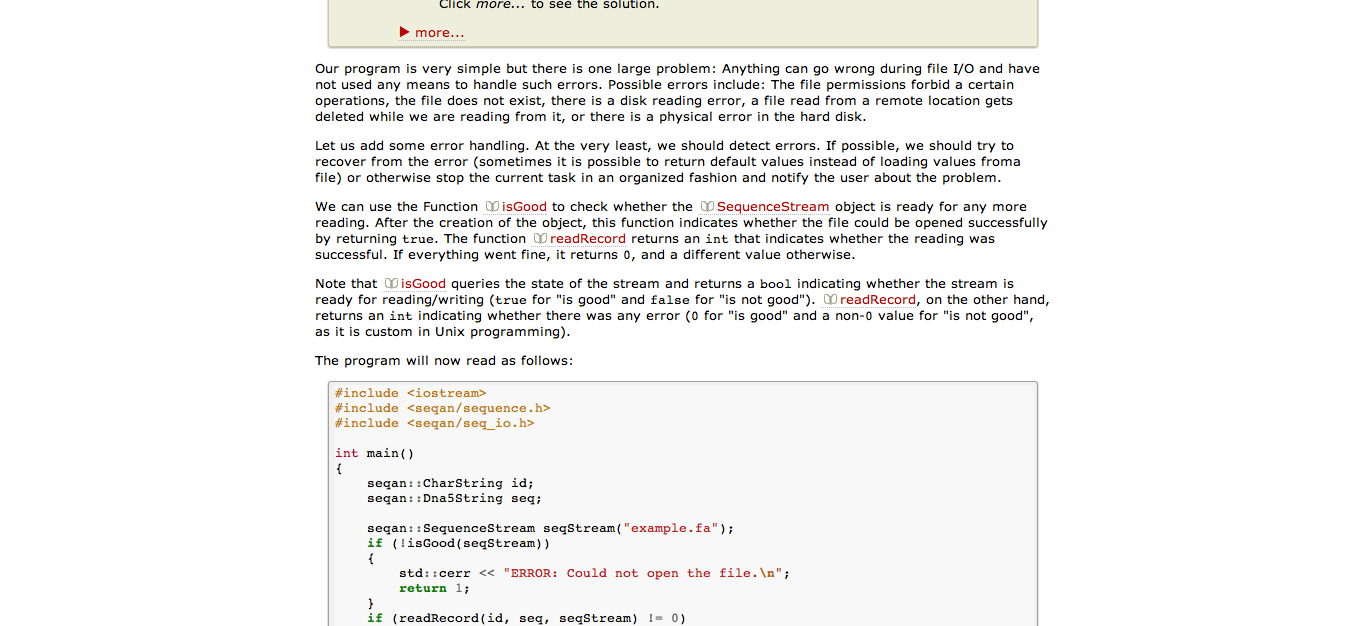 Click more... to see the solution.
▶ more...
Our program is very simple but there is one large problem: Anything can go wrong during file I/O and have
not used any means to handle such errors. Possible errors include: The file permissions forbid a certain
operations, the file does not exist, there is a disk reading error, a file read from a remote location gets
deleted while we are reading from it, or there is a physical error in the hard disk.
Let us add some error handling. At the very least, we should detect errors. If possible, we should try to
recover from the error (sometimes it is possible to return default values instead of loading values froma
file) or otherwise stop the current task in an organized fashion and notify the user about the problem.
We can use the Function isGood to check whether the SequenceStream object is ready for any more
reading. After the creation of the object, this function indicates whether the file could be opened successfully
by returning true. The function readRecord returns an int that indicates whether the reading was
successful. If everything went fine, it returns 0, and a different value otherwise.
Note that isGood queries the state of the stream and returns a bool indicating whether the stream is
ready for reading/writing (true for "is good" and false for "is not good"). readRecord, on the other hand,
returns an int indicating whether there was any error (0 for "is good" and a non-0 value for "is not good",
as it is custom in Unix programming).
The program will now read as follows:
#include <iostream>
#include <seqan/sequence.h>
#include <seqan/seq_io.h>
int main()
{
    seqan::CharString id;
    seqan::Dna5String seq;
    seqan::SequenceStream seqStream("example.fa");
    if (!isGood(seqStream))
    {
        std::cerr << "ERROR: Could not open the file.\n";
        return 1;
    }
    if (readRecord(id, seq, seqStream) != 0)